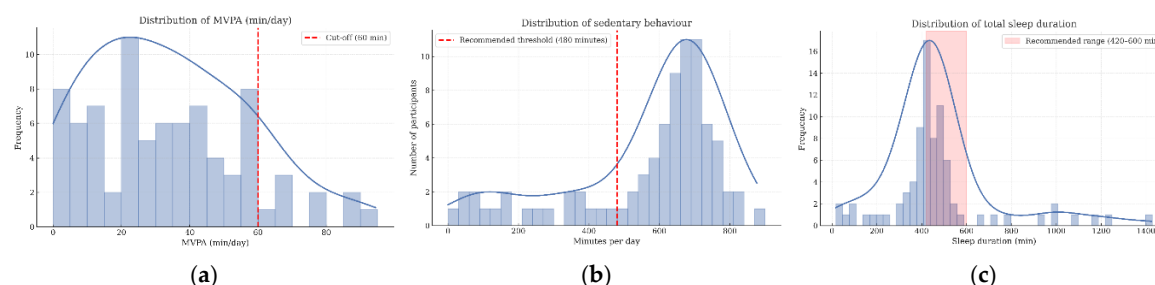 Distribution of MVPA (min/day)
Cut-off (60 min)
Frequency
10
8
6
4
2
0
0
20
40
60
80
MVPA (min/day)
(a)
Distribution of sedentary behaviour
Recommended threshold (480 minutes)
Number of participants
10
8
6
4
2
0
0
200
400
600
800
Minutes per day
(b)
Distribution of total sleep duration
Recommended range (420–600 min
Frequency
16
14
12
10
8
6
4
2
0
0
200
400
600
800
1000
1200
1400
Sleep duration (min)
(c)